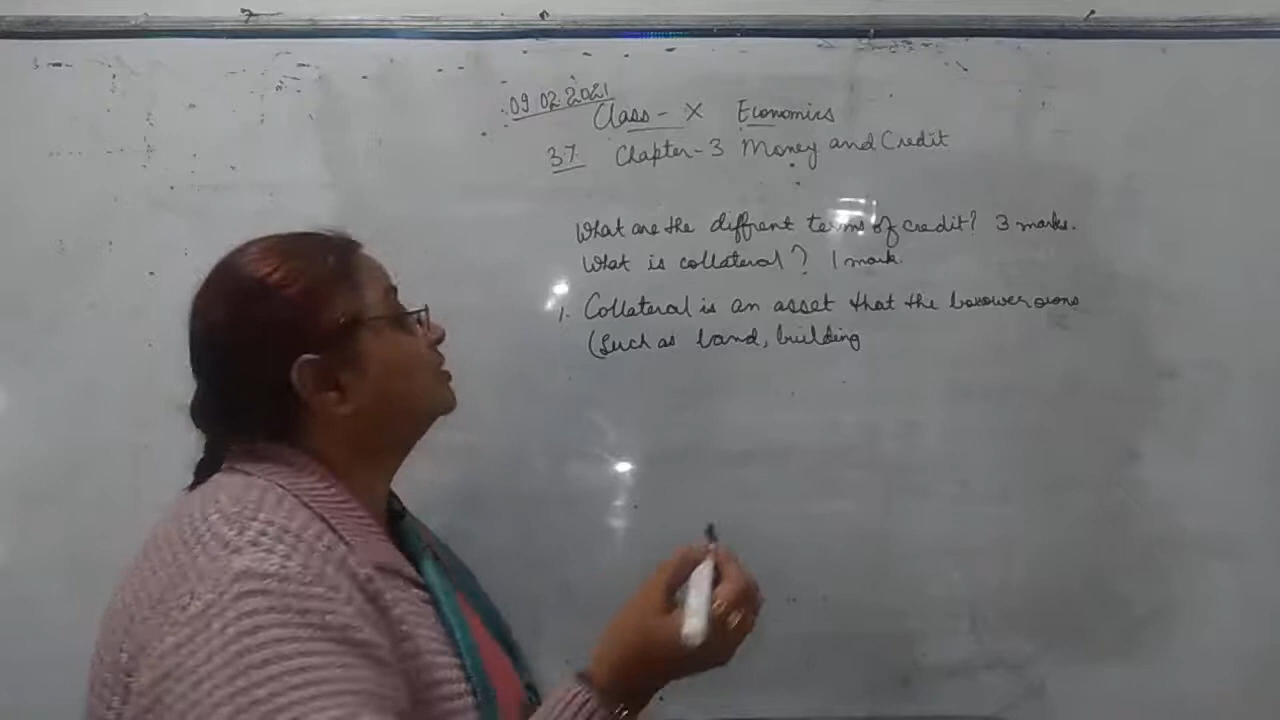 09.02.2021
Class - X Economics
37. Chapter-3 Money and Credit
What are the diffrent terms of credit? 3 marks.
What is collateral? 1 mark.
1. Collateral is an asset that the borrower owns
(Such as land, building